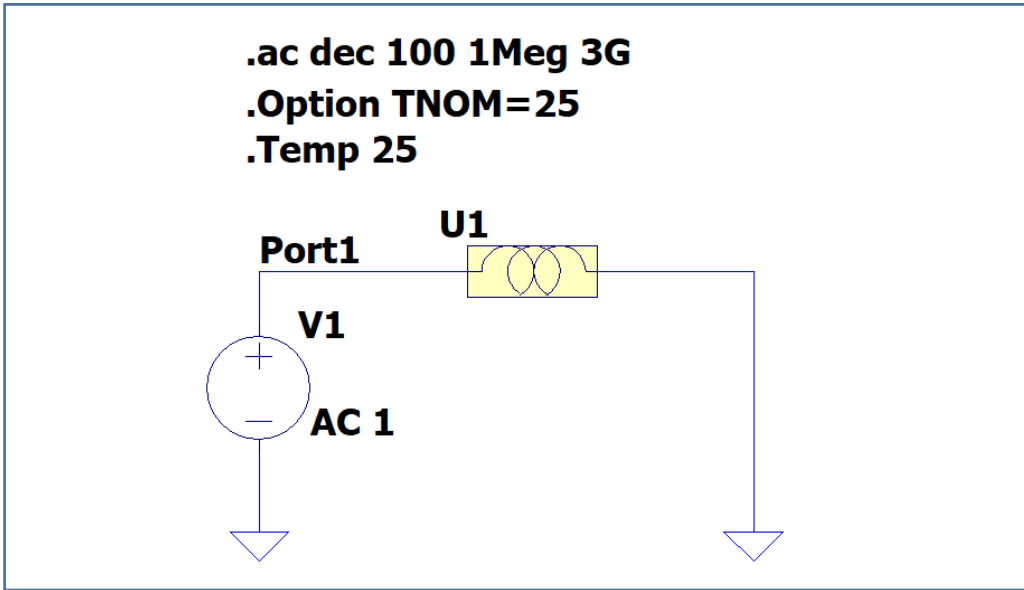 .ac dec 100 1Meg 3G
.Option TNOM=25
.Temp 25
U1
Port1
V1
AC 1